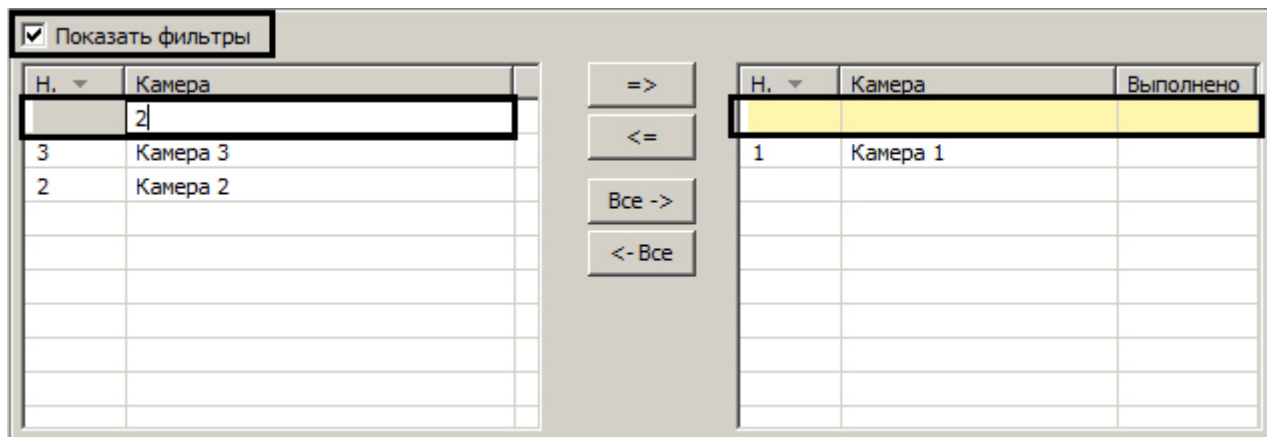 Показать фильтры
Н. Камера
2
3 Камера 3
2 Камера 2
=>
<=
Все ->
<- Все
Н. Камера Выполнено
1 Камера 1